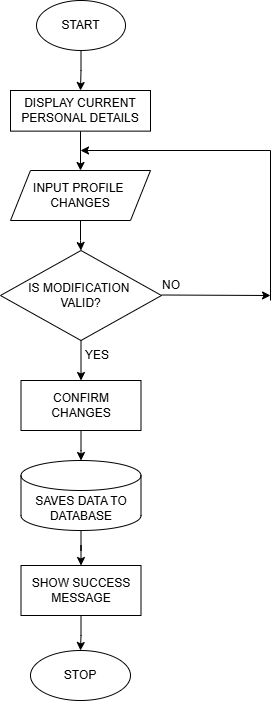 START
DISPLAY CURRENT
PERSONAL DETAILS
INPUT PROFILE
CHANGES
IS MODIFICATION
VALID?
NO
YES
CONFIRM
CHANGES
SAVES DATA TO
DATABASE
SHOW SUCCESS
MESSAGE
STOP